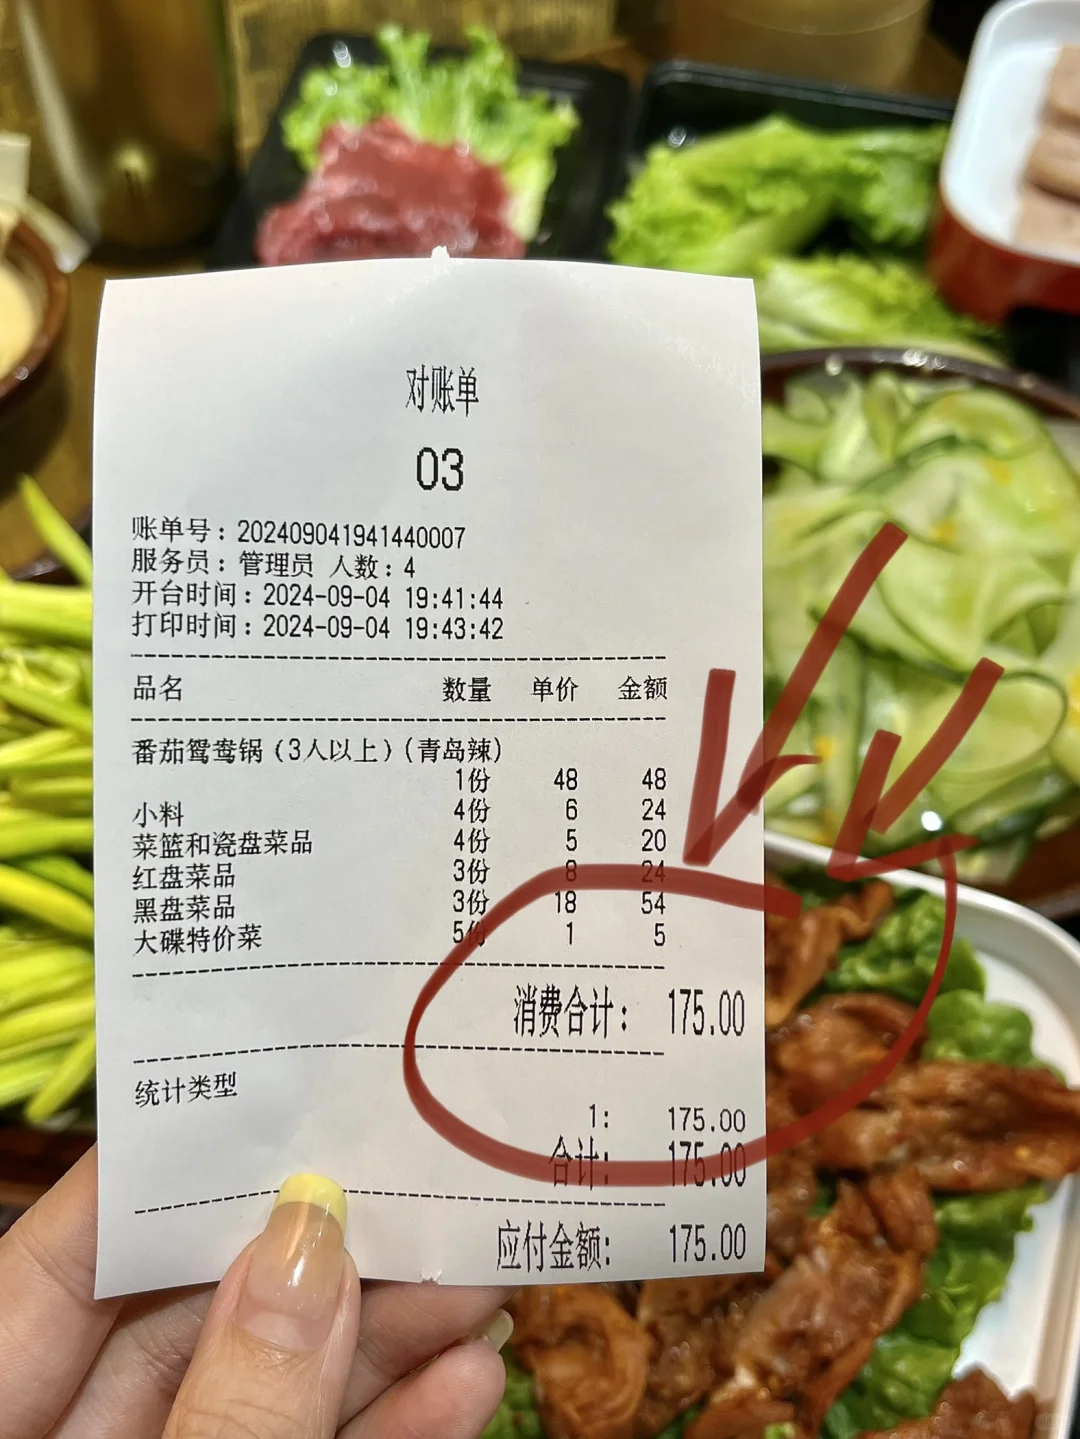 对账单
03
账单号：202409041941440007
服务员：管理员 人数：4
开台时间：2024-09-04 19:41:44
打印时间：2024-09-04 19:43:42
品名 数量 单价 金额
番茄鸳鸯锅（3人以上）（青岛辣）
1份 48 48
小料 4份 6 24
菜篮和瓷盘菜品 4份 5 20
红盘菜品 3份 8 24
黑盘菜品 3份 18 54
大碟特价菜 5份 1 5
消费合计： 175.00
统计类型
1: 175.00
合计: 175.00
应付金额: 175.00